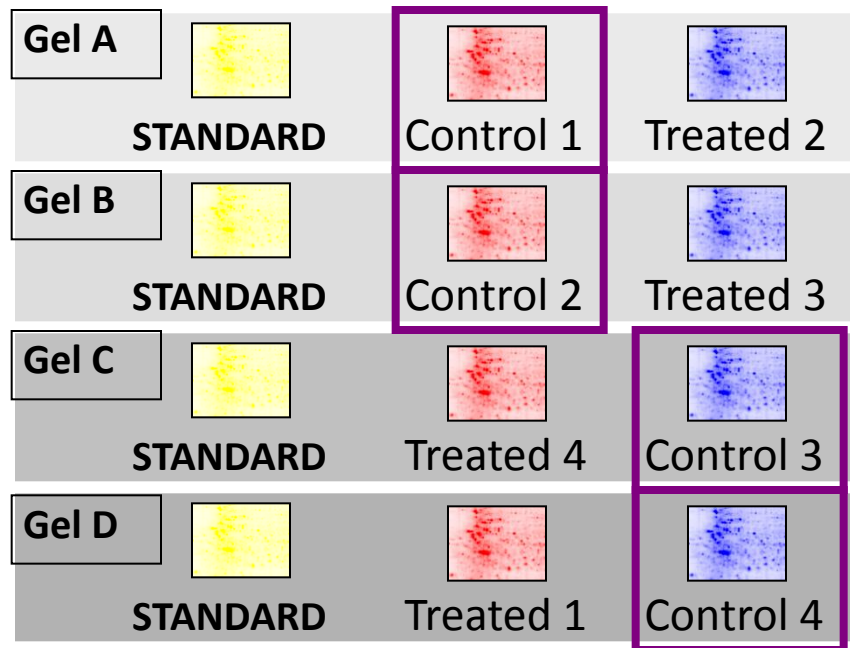 Gel A
STANDARD Control 1 Treated 2
Gel B
STANDARD Control 2 Treated 3
Gel C
STANDARD Treated 4 Control 3
Gel D
STANDARD Treated 1 Control 4